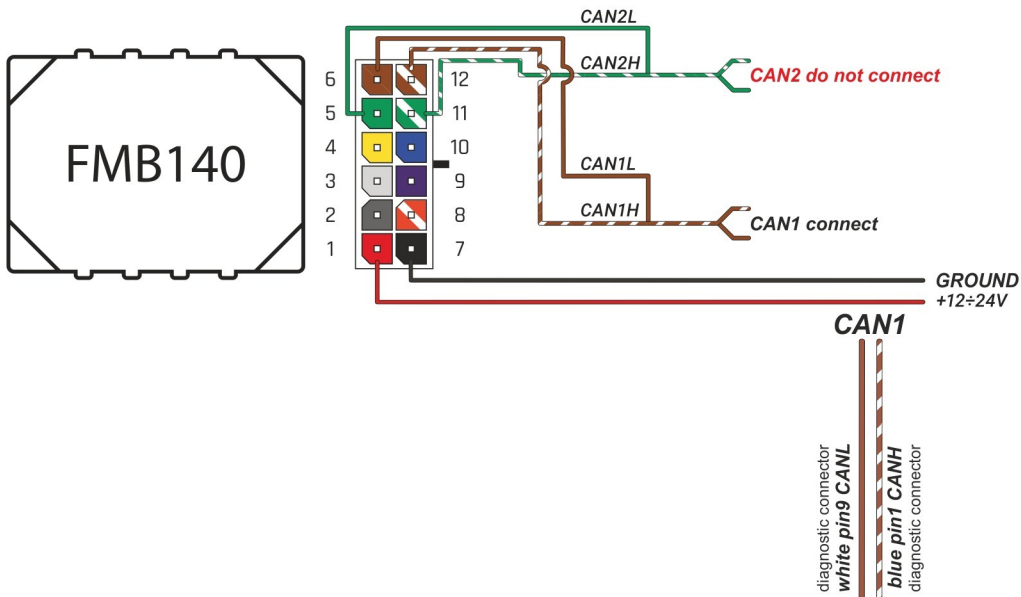 CAN2L
CAN2H
CAN2 do not connect
FMB140
6 12
5 11
4 10
3 9
2 8
1 7
CAN1L
CAN1H
CAN1 connect
GROUND
+12÷24V
CAN1
diagnostic connector
white pin9 CANL
blue pin1 CANH
diagnostic connector